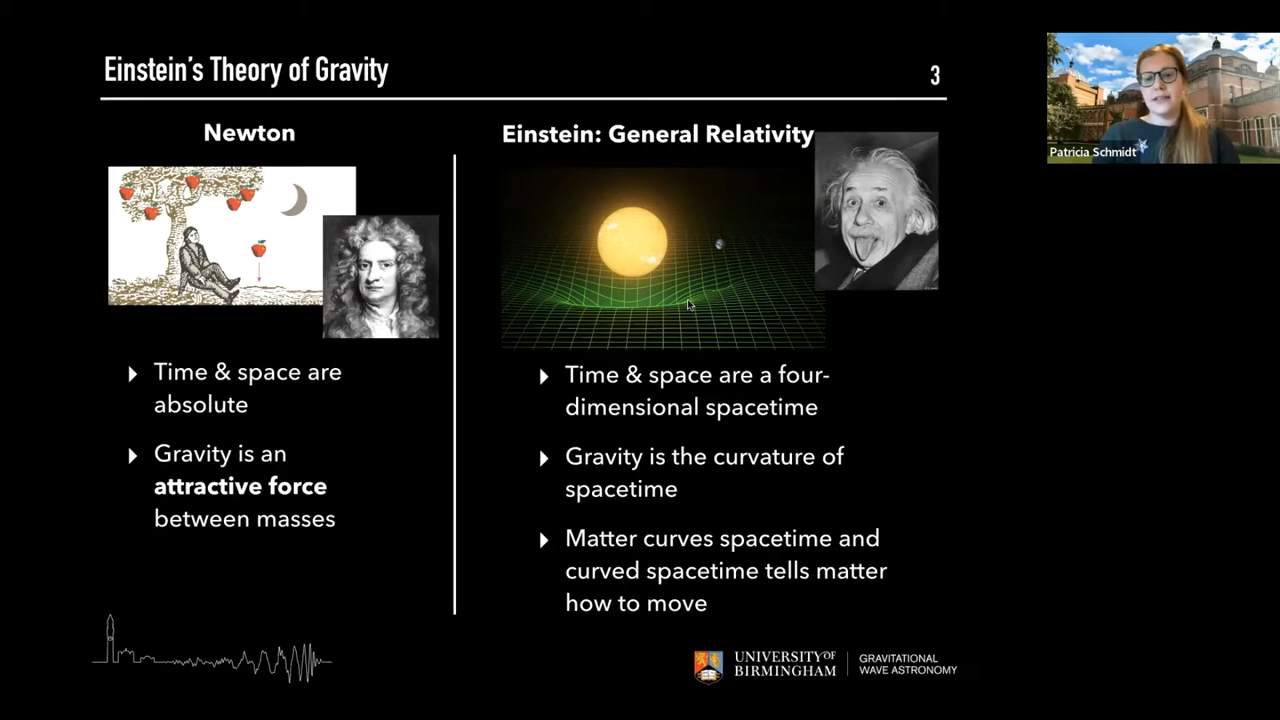 Einstein's Theory of Gravity
3
Newton
Time & space are
absolute
Gravity is an
attractive force
between masses
Einstein: General Relativity
Time & space are a four-
dimensional spacetime
Gravity is the curvature of
spacetime
Matter curves spacetime and
curved spacetime tells matter
how to move
UNIVERSITY OF
BIRMINGHAM
GRAVITATIONAL
WAVE ASTRONOMY
Patricia Schmidt